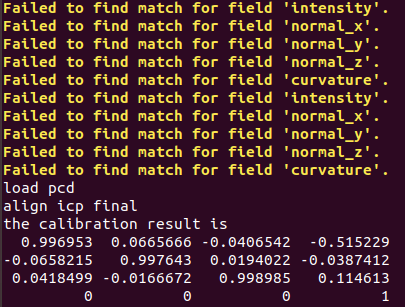 Failed to find match for field 'intensity'.
Failed to find match for field 'normal_x'.
Failed to find match for field 'normal_y'.
Failed to find match for field 'normal_z'.
Failed to find match for field 'curvature'.
Failed to find match for field 'intensity'.
Failed to find match for field 'normal_x'.
Failed to find match for field 'normal_y'.
Failed to find match for field 'normal_z'.
Failed to find match for field 'curvature'.
load pcd
align icp final
the calibration result is
0.996953 0.0665666 -0.0406542 -0.515229
-0.0658215 0.997643 0.0194022 -0.0387412
0.0418499 -0.0166672 0.998985 0.114613
0 0 0 1